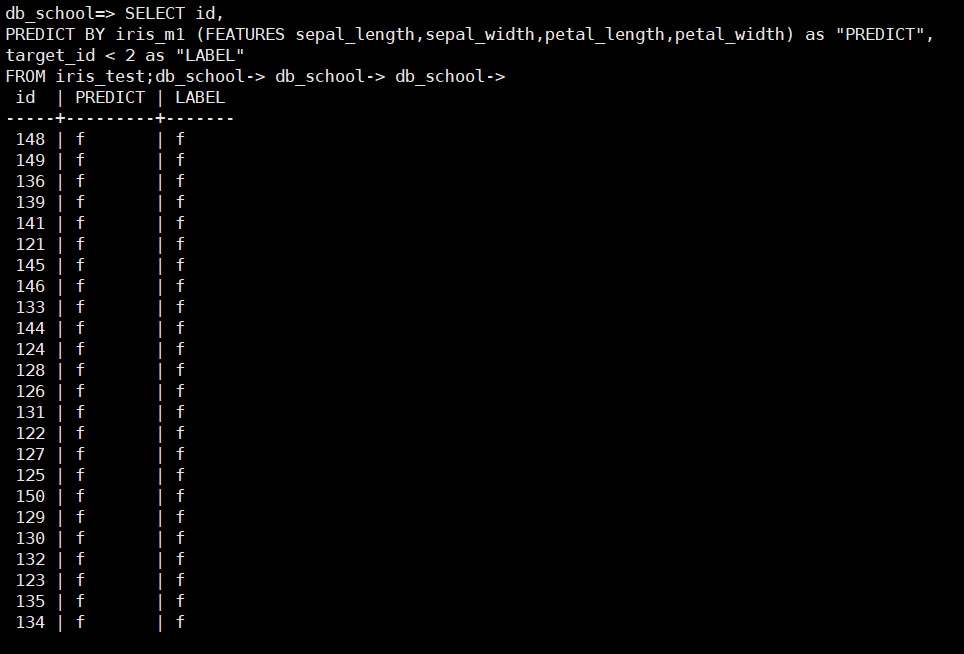 db_school=> SELECT id,
PREDICT BY iris_m1 (FEATURES sepal_length,sepal_width,petal_length,petal_width) as "PREDICT",
target_id < 2 as "LABEL"
FROM iris_test;db_school-> db_school-> db_school->
 id  | PREDICT | LABEL
-----+---------+-------
 148 | f       | f
 149 | f       | f
 136 | f       | f
 139 | f       | f
 141 | f       | f
 121 | f       | f
 145 | f       | f
 146 | f       | f
 133 | f       | f
 144 | f       | f
 124 | f       | f
 128 | f       | f
 126 | f       | f
 131 | f       | f
 122 | f       | f
 127 | f       | f
 125 | f       | f
 150 | f       | f
 129 | f       | f
 130 | f       | f
 132 | f       | f
 123 | f       | f
 135 | f       | f
 134 | f       | f